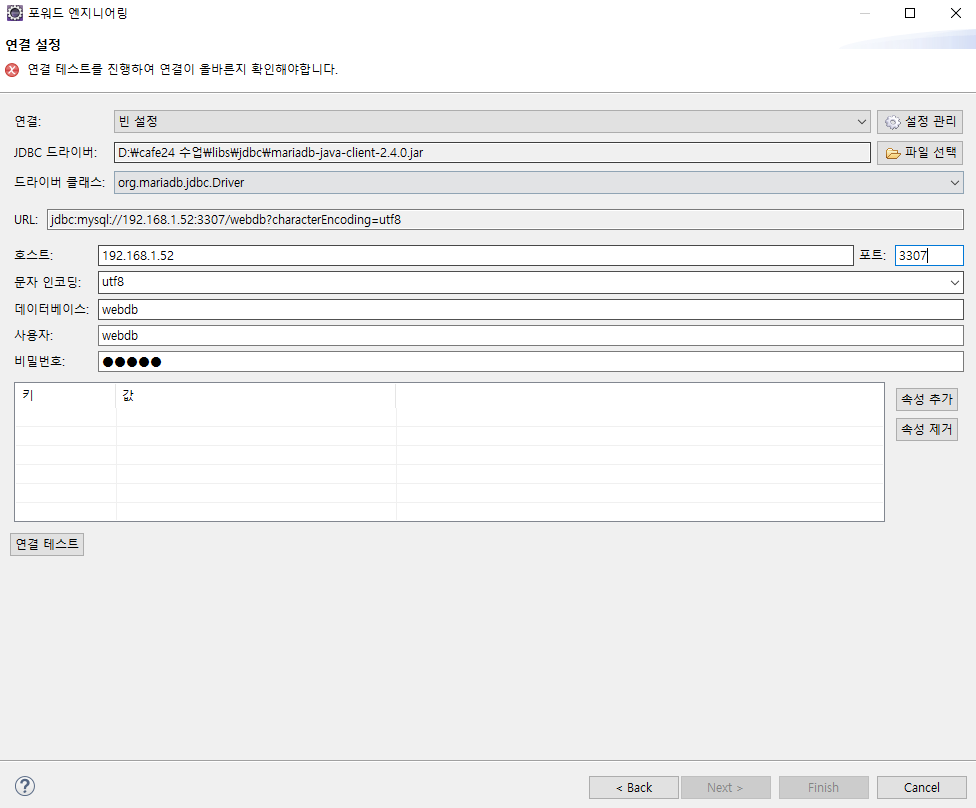 포워드 엔지니어링
연결 설정
연결 테스트를 진행하여 연결이 올바른지 확인해야합니다.
연결: 빈 설정 설정 관리
JDBC 드라이버: D:₩cafe24 수업₩libs₩jdbc₩mariadb-java-client-2.4.0.jar 파일 선택
드라이버 클래스: org.mariadb.jdbc.Driver
URL: jdbc:mysql://192.168.1.52:3307/webdb?characterEncoding=utf8
호스트: 192.168.1.52 포트: 3307
문자 인코딩: utf8
데이터베이스: webdb
사용자: webdb
비밀번호: ●●●●●
키 값
속성 추가
속성 제거
연결 테스트
? < Back Next > Finish Cancel